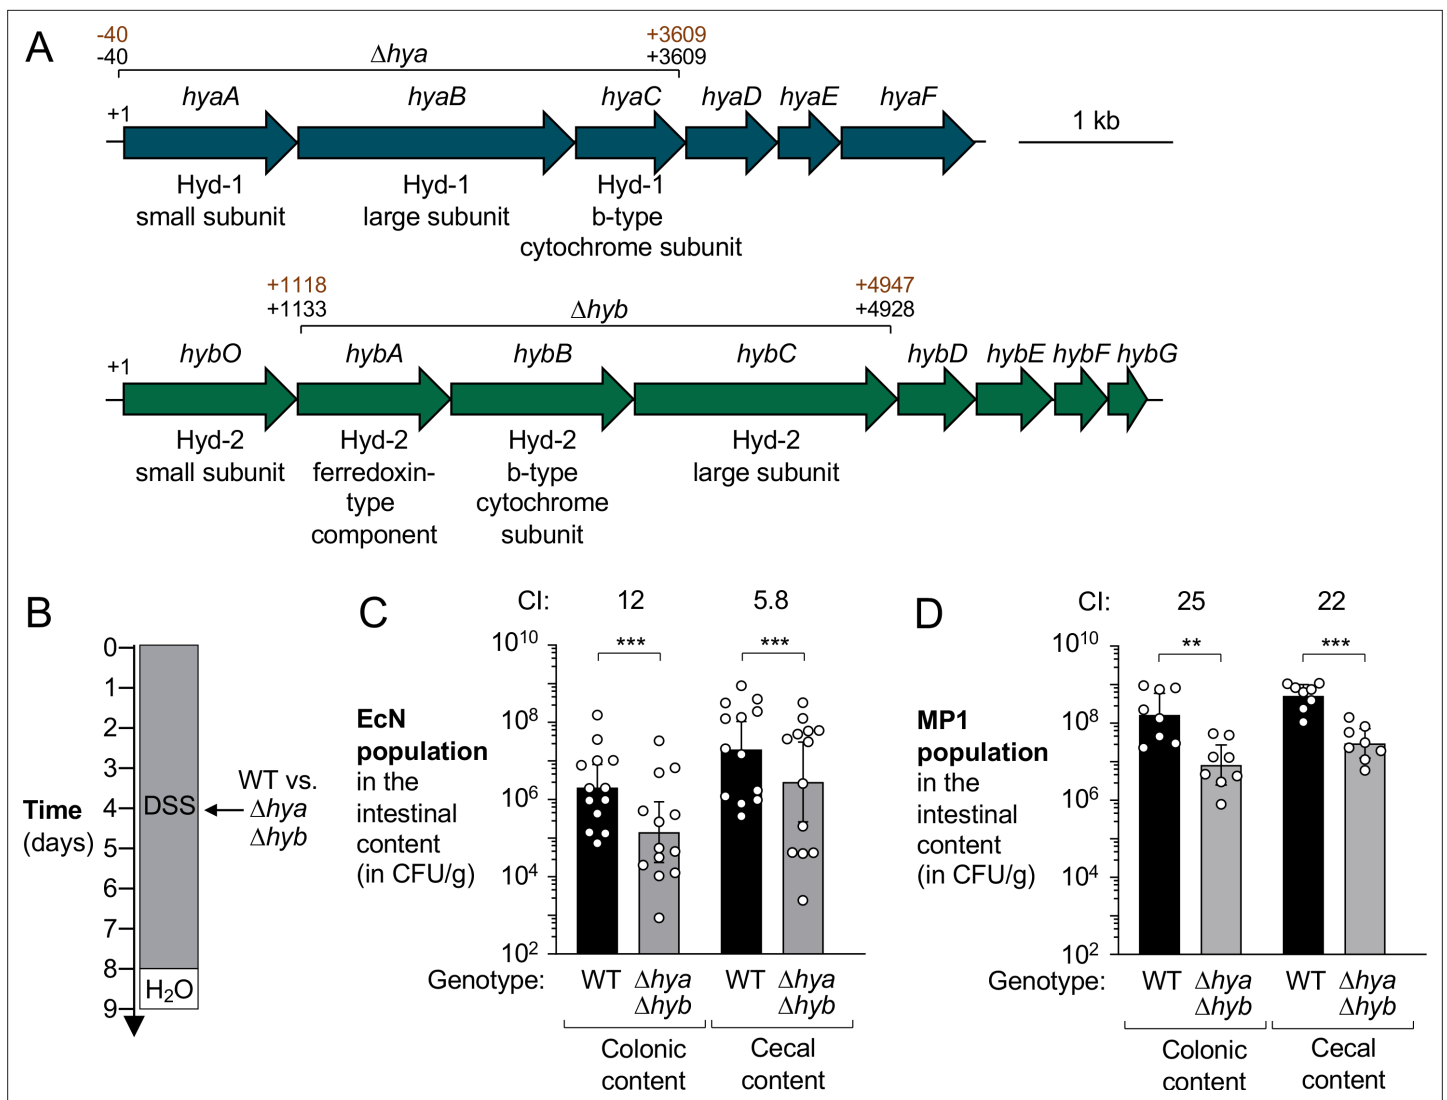 A
-40 +3609
-40 Δhya +3609
hyaA hyaB hyaC hyaD hyaE hyaF
+1
1 kb
Hyd-1 Hyd-1 Hyd-1
small subunit large subunit b-type
cytochrome subunit
+1118 +4947
+1133 Δhyb +4928
hybO hybA hybB hybC hybD hybE hybF hybG
+1
Hyd-2 Hyd-2 Hyd-2 Hyd-2
small subunit ferredoxin- b-type large subunit
type cytochrome
component subunit
B
0
1
2
3
4
5
6
7
8
9
Time
(days)
DSS
H2O
WT vs.
Δhya
Δhyb
C
CI: 12 5.8
*** ***
10^10
10^8
10^6
10^4
10^2
EcN
population
in the
intestinal
content
(in CFU/g)
Genotype: WT Δhya WT Δhya
Δhyb Δhyb
Colonic Cecal
content content
D
CI: 25 22
** ***
10^10
10^8
10^6
10^4
10^2
MP1
population
in the
intestinal
content
(in CFU/g)
Genotype: WT Δhya WT Δhya
Δhyb Δhyb
Colonic Cecal
content content